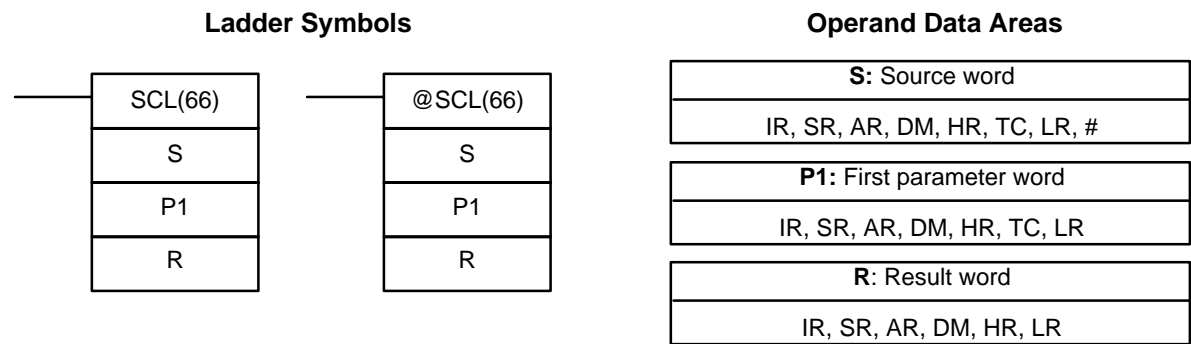 Ladder Symbols
SCL(66)
S
P1
R
@SCL(66)
S
P1
R
Operand Data Areas
S: Source word
IR, SR, AR, DM, HR, TC, LR, #
P1: First parameter word
IR, SR, AR, DM, HR, TC, LR
R: Result word
IR, SR, AR, DM, HR, LR